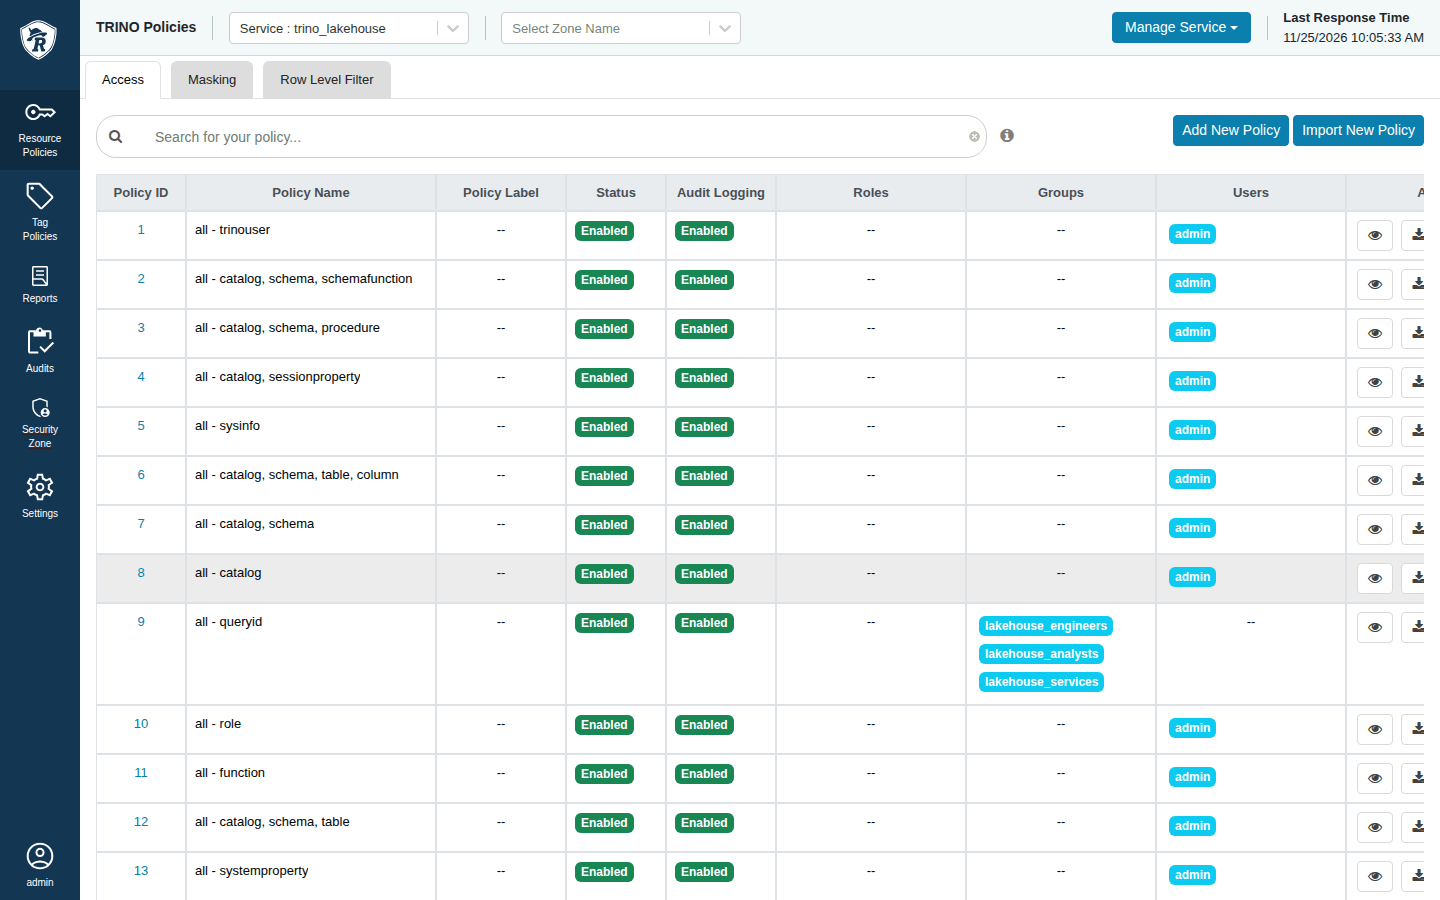 TRINO Policies
Service : trino_lakehouse
Select Zone Name
Manage Service
Last Response Time
11/25/2026 10:05:33 AM
R
Resource
Policies
Tag
Policies
Reports
Audits
Security
Zone
Settings
admin
Access
Masking
Row Level Filter
Search for your policy...
Add New Policy
Import New Policy
Policy ID Policy Name Policy Label Status Audit Logging Roles Groups Users A
1 all - trinouser -- Enabled Enabled -- -- admin
2 all - catalog, schema, schemafunction -- Enabled Enabled -- -- admin
3 all - catalog, schema, procedure -- Enabled Enabled -- -- admin
4 all - catalog, sessionproperty -- Enabled Enabled -- -- admin
5 all - sysinfo -- Enabled Enabled -- -- admin
6 all - catalog, schema, table, column -- Enabled Enabled -- -- admin
7 all - catalog, schema -- Enabled Enabled -- -- admin
8 all - catalog -- Enabled Enabled -- -- admin
9 all - queryid -- Enabled Enabled -- lakehouse_engineers --
lakehouse_analysts
lakehouse_services
10 all - role -- Enabled Enabled -- -- admin
11 all - function -- Enabled Enabled -- -- admin
12 all - catalog, schema, table -- Enabled Enabled -- -- admin
13 all - systemproperty -- Enabled Enabled -- -- admin